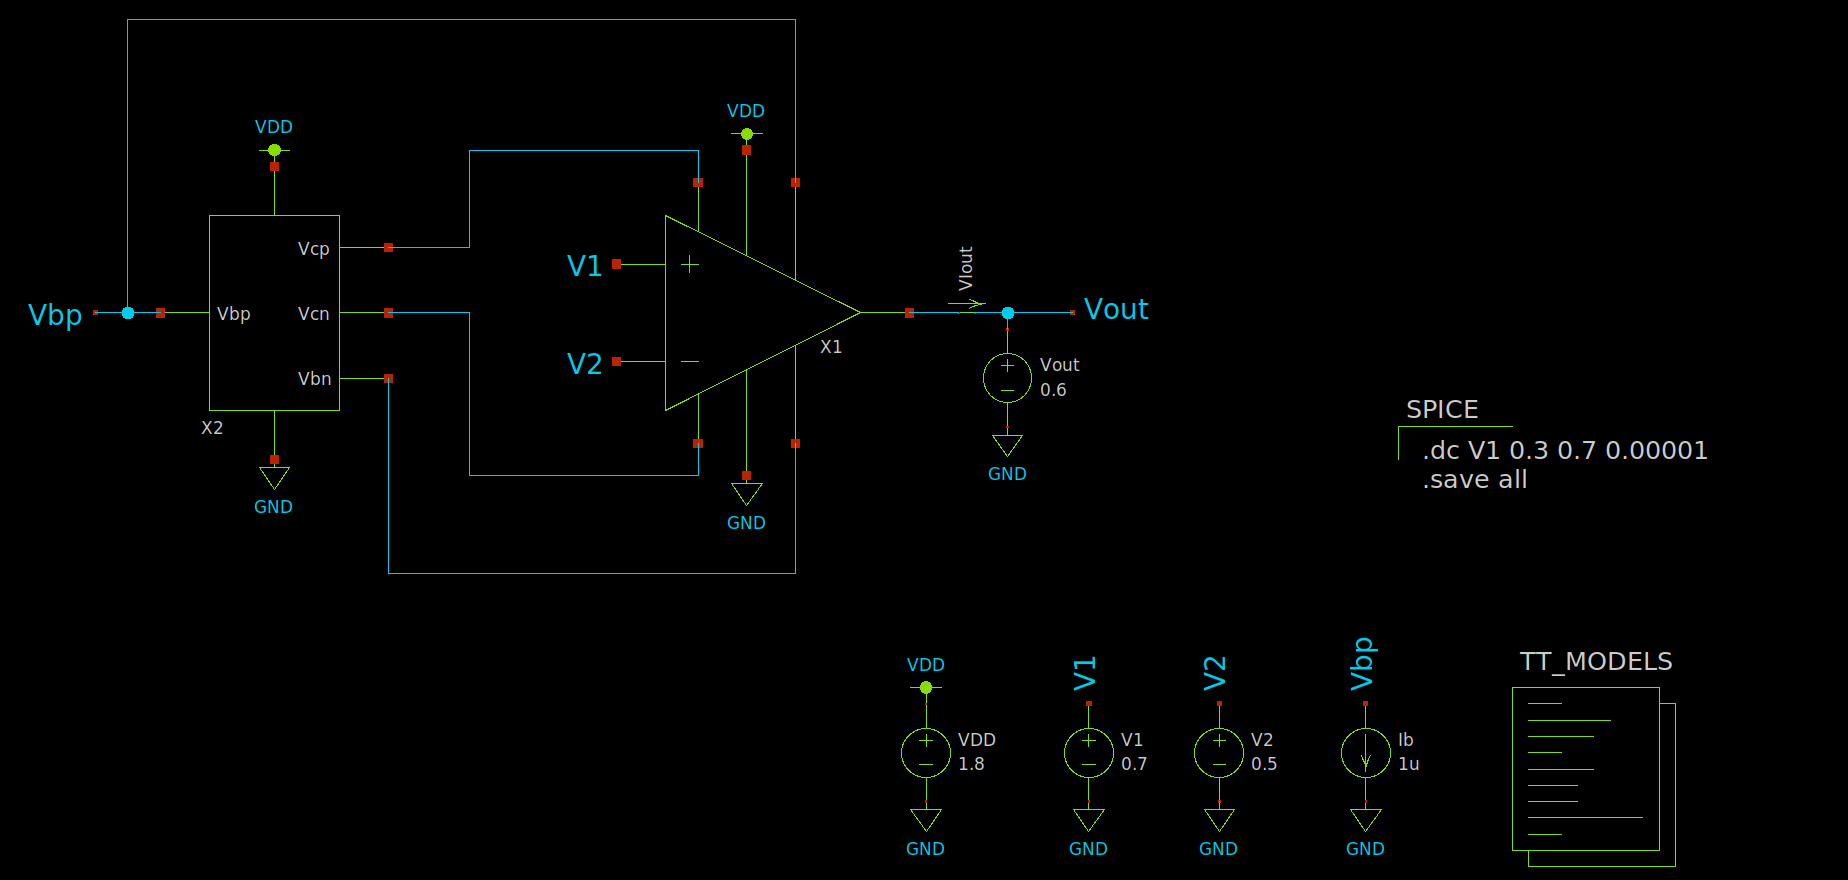 VDD
VDD
Vcp
V1
VIout
Vbp
Vbp
Vcn
Vout
X1
V2
Vout
0.6
Vbn
X2
GND
GND
GND
SPICE
.dc V1 0.3 0.7 0.00001
.save all
VDD
V1
V2
Vbp
TT_MODELS
VDD
1.8
V1
0.7
V2
0.5
Ib
1u
GND
GND
GND
GND